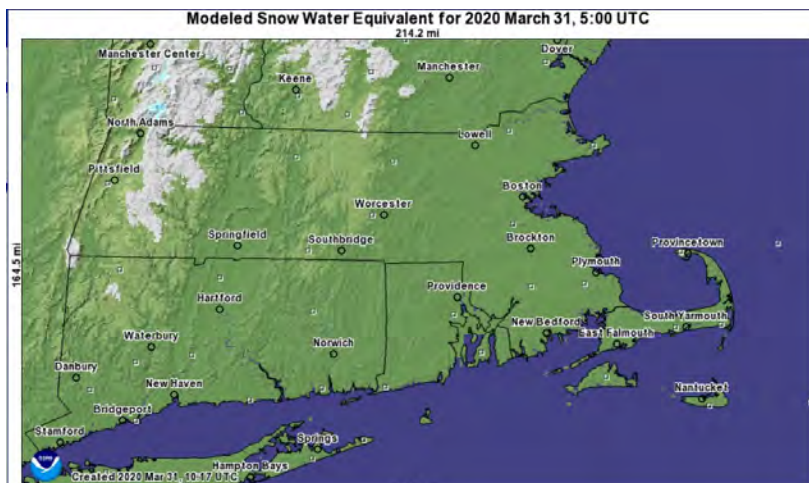 Modeled Snow Water Equivalent for 2020 March 31, 5:00 UTC
214.2 mi
Manchester Center
Dover
Keene
Manchester
North Adams
Lowell
Pittsfield
Boston
Worcester
164.5 mi
Springfield
Southbridge
Brockton
Provincetown
Plymouth
Hartford
Providence
South Yarmouth
New Bedford
East Falmouth
Waterbury
Norwich
Danbury
New Haven
Nantucket
Bridgeport
Stamford
Springs
Hampton Bays
Created 2020 Mar 31, 10:17 UTC